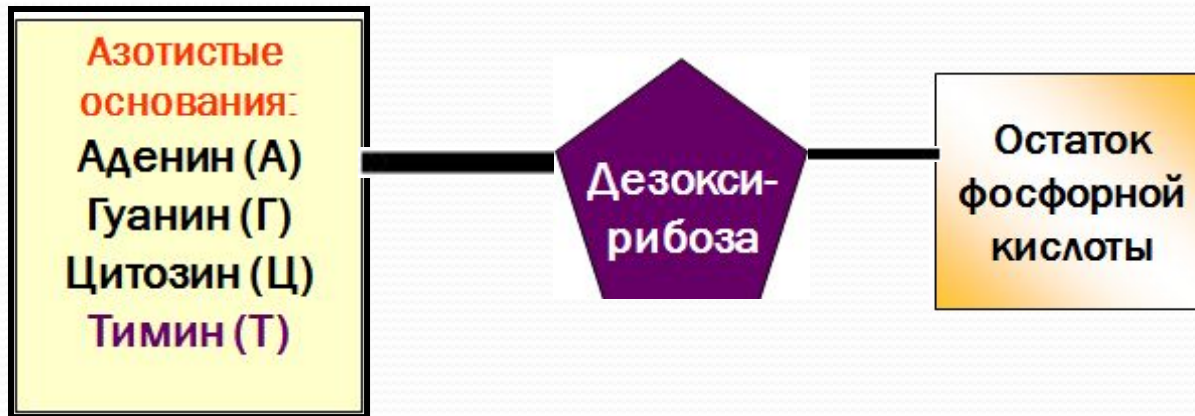 Азотистые
основания:
Аденин (А)
Гуанин (Г)
Цитозин (Ц)
Тимин (Т)
Дезокси-
рибоза
Остаток
фосфорной
кислоты